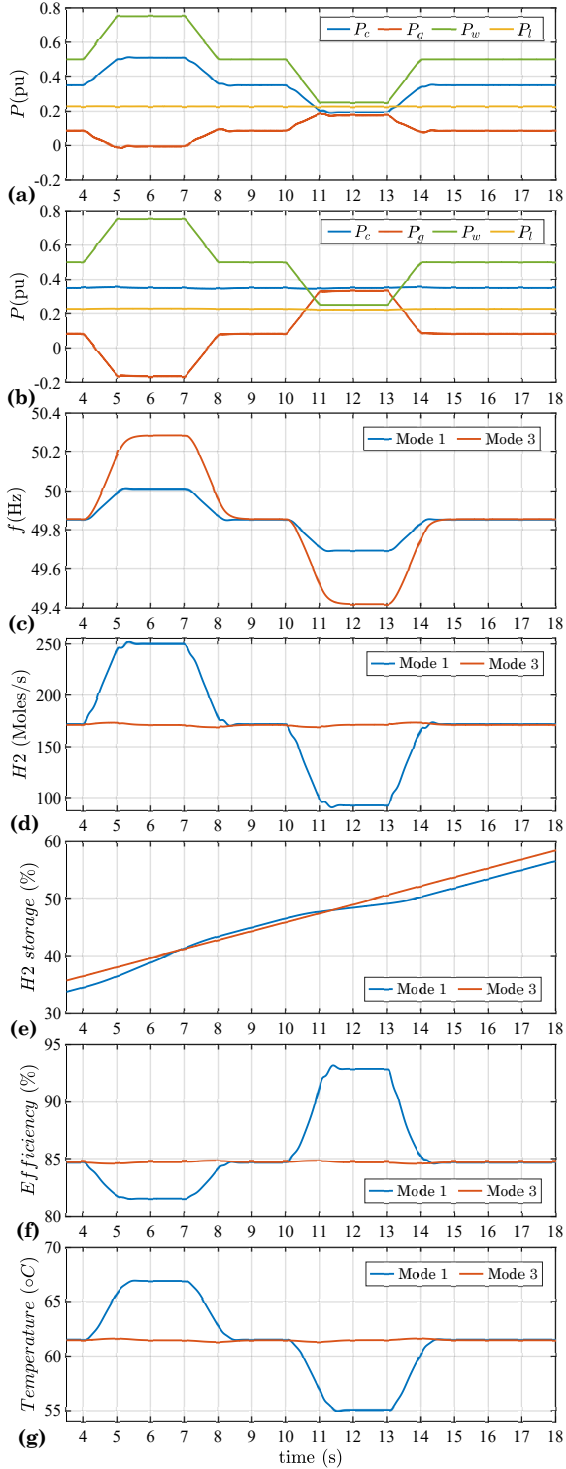 0.8
0.6
0.4
0.2
0
0.2
P(pu)
P_c P_g P_w P_l
4 5 6 7 8 9 10 11 12 13 14 15 16 17 18
(a)
0.8
0.6
0.4
0.2
0
-0.2
P(pu)
P_c P_g P_w P_l
4 5 6 7 8 9 10 11 12 13 14 15 16 17 18
(b)
50.4
50.2
50
49.8
49.6
49.4
f(Hz)
Mode 1 Mode 3
4 5 6 7 8 9 10 11 12 13 14 15 16 17 18
(c)
250
200
150
100
H2 (Moles/s)
Mode 1 Mode 3
4 5 6 7 8 9 10 11 12 13 14 15 16 17 18
(d)
60
50
40
30
H2 storage (%)
Mode 1 Mode 3
4 5 6 7 8 9 10 11 12 13 14 15 16 17 18
(e)
95
90
85
80
Efficiency (%)
Mode 1 Mode 3
4 5 6 7 8 9 10 11 12 13 14 15 16 17 18
(f)
70
65
60
55
Temperature (∘C)
Mode 1 Mode 3
4 5 6 7 8 9 10 11 12 13 14 15 16 17 18
(g)
time (s)